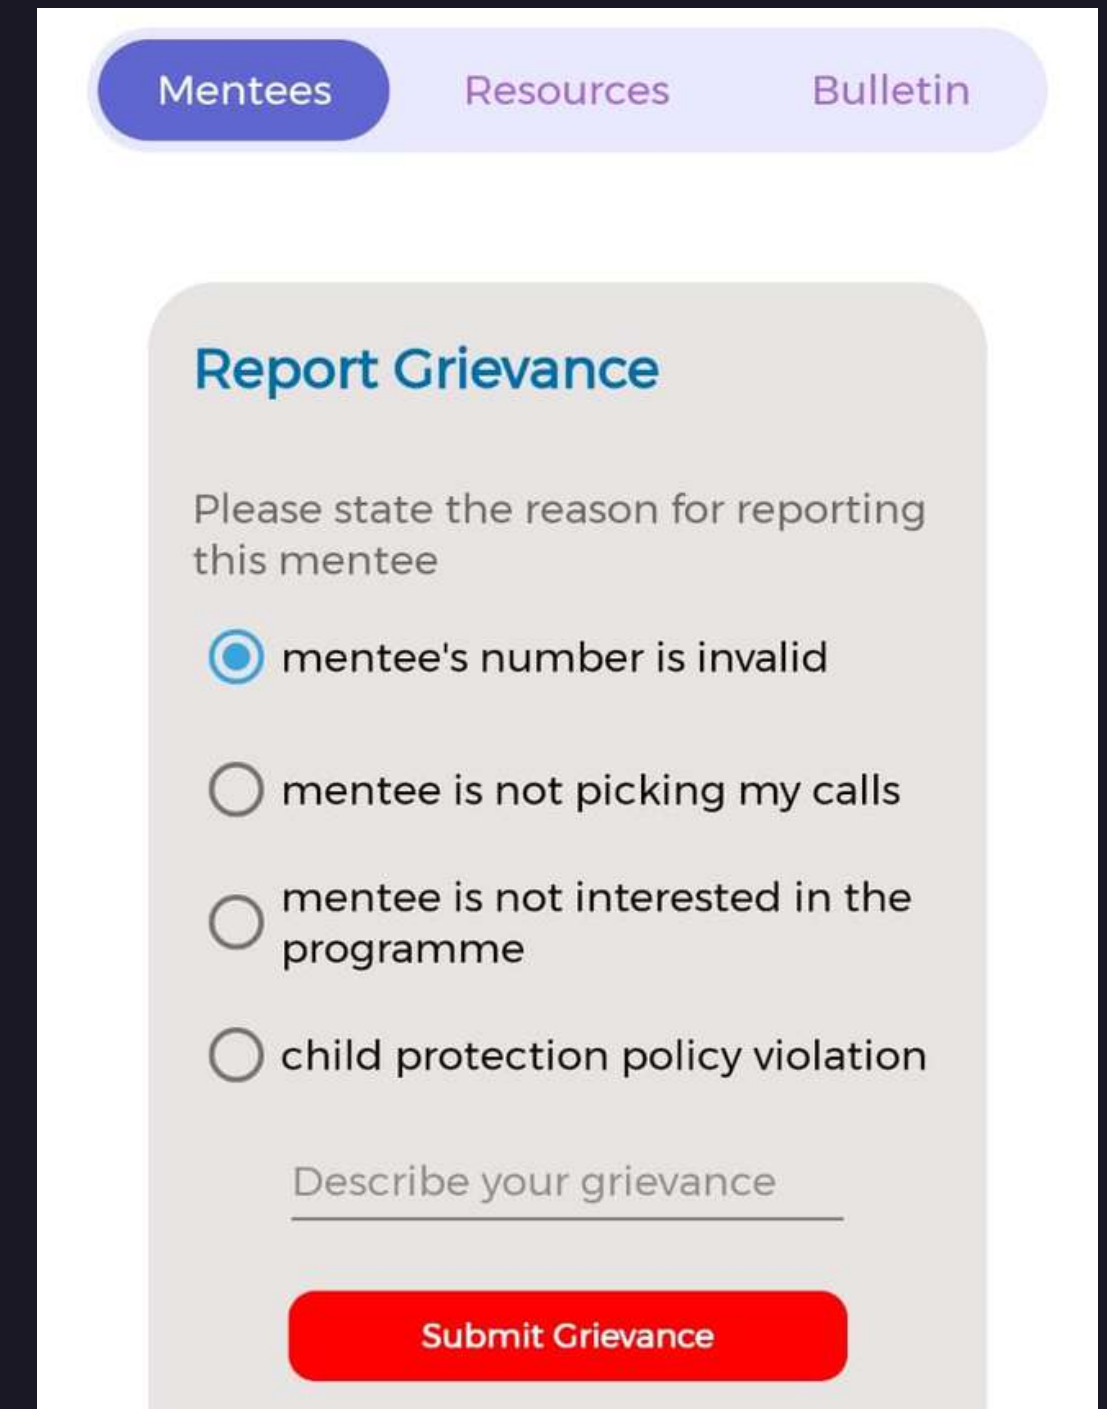 Mentees Resources Bulletin
Report Grievance
Please state the reason for reporting
this mentee
mentee's number is invalid
mentee is not picking my calls
mentee is not interested in the
programme
child protection policy violation
Describe your grievance
Submit Grievance